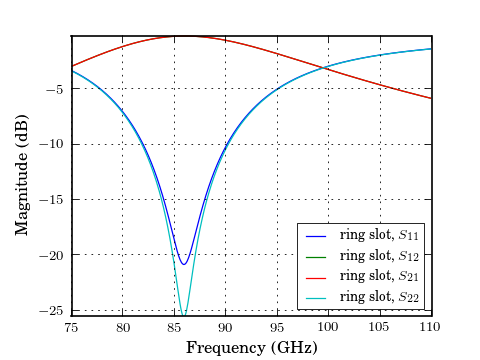 −5
−10
−15
−20
−25
75 80 85 90 95 100 105 110
Magnitude (dB)
Frequency (GHz)
ring slot, S11
ring slot, S12
ring slot, S21
ring slot, S22